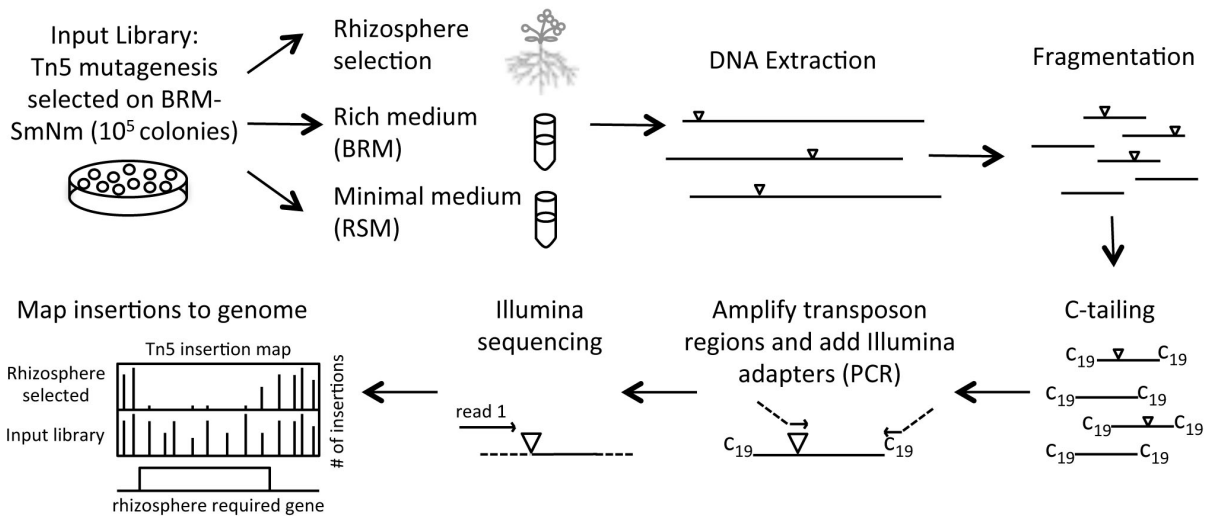 Input Library:
Tn5 mutagenesis
selected on BRM-
SmNm (10⁵ colonies)
Rhizosphere
selection
Rich medium
(BRM)
Minimal medium
(RSM)
DNA Extraction
Fragmentation
C-tailing
C₁₉ C₁₉
C₁₉ C₁₉
C₁₉ C₁₉
C₁₉ C₁₉
Amplify transposon
regions and add Illumina
adapters (PCR)
C₁₉ C₁₉
Illumina
sequencing
read 1
Map insertions to genome
Tn5 insertion map
Rhizosphere
selected
Input library
# of insertions
rhizosphere required gene